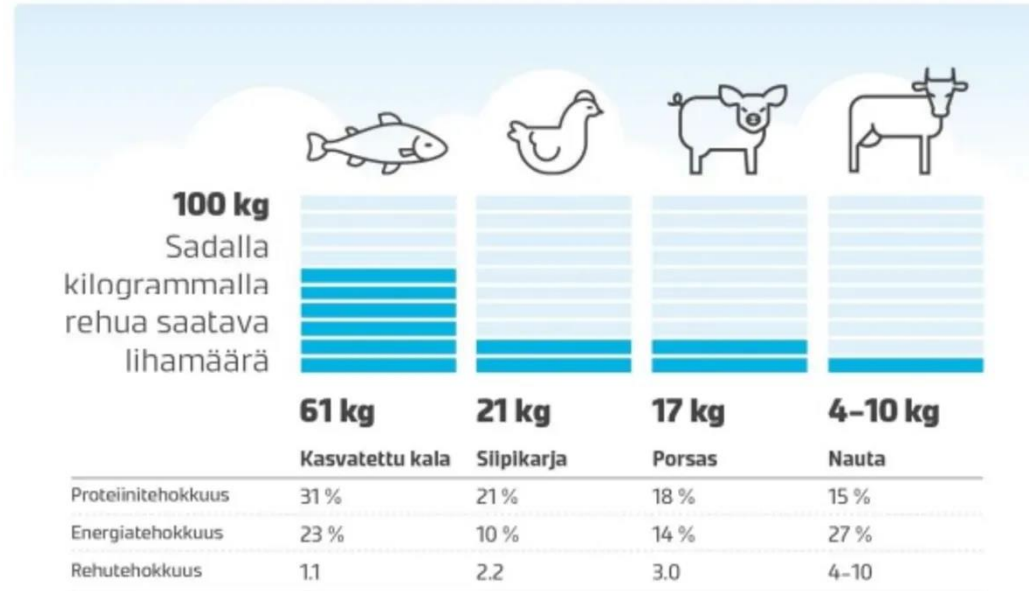 100 kg
Sadalla
kilogrammalla
rehua saatava
lihamäärä
61 kg 21 kg 17 kg 4–10 kg
Kasvatettu kala Siipikarja Porsas Nauta
Proteiinitehokkuus 31 % 21 % 18 % 15 %
Energiatehokkuus 23 % 10 % 14 % 27 %
Rehutehokkuus 1.1 2.2 3.0 4–10